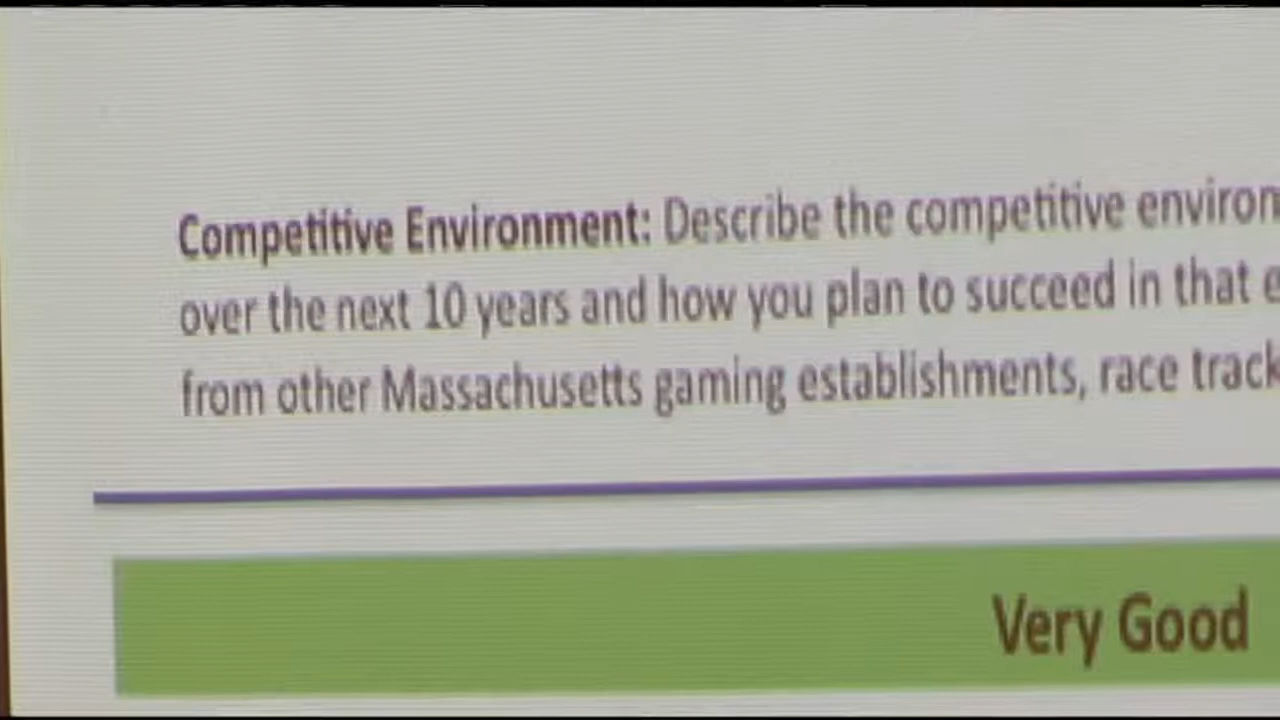 Competitive Environment: Describe the competitive environ
over the next 10 years and how you plan to succeed in that e
from other Massachusetts gaming establishments, race track
Very Good